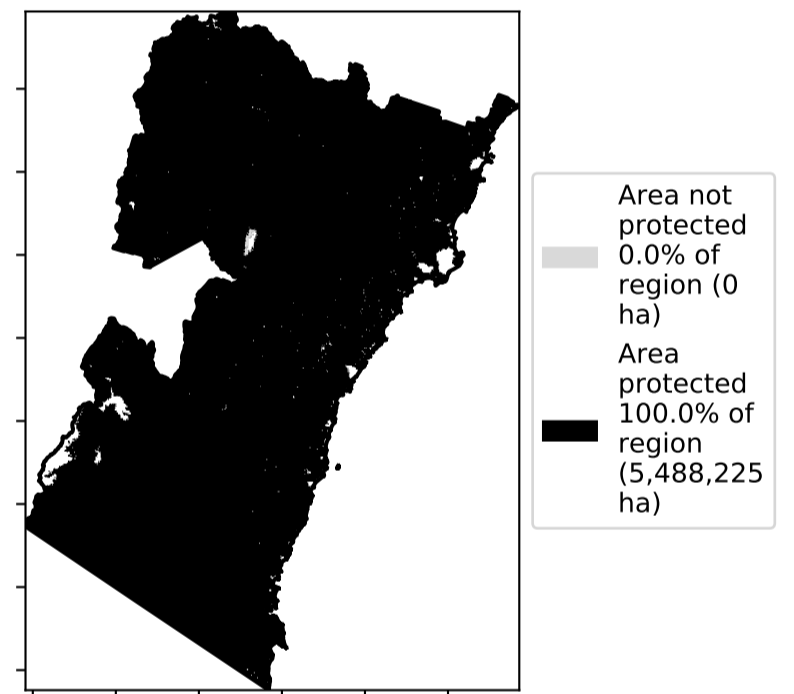 Area not
protected
0.0% of
region (0
ha)
Area
protected
100.0% of
region
(5,488,225
ha)